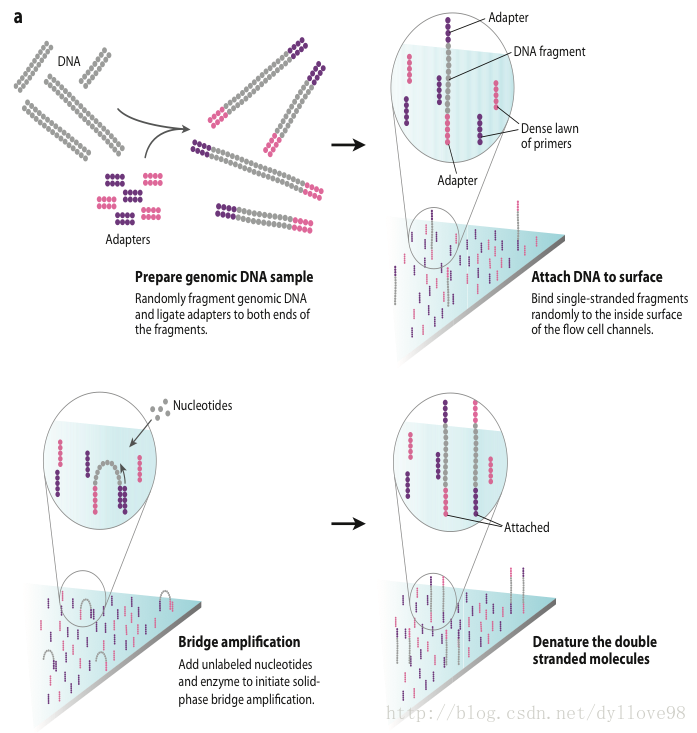 a
DNA
Adapters
Prepare genomic DNA sample
Randomly fragment genomic DNA
and ligate adapters to both ends of
the fragments.
Adapter
DNA fragment
Dense lawn
of primers
Adapter
Attach DNA to surface
Bind single-stranded fragments
randomly to the inside surface
of the flow cell channels.
Nucleotides
Bridge amplification
Add unlabeled nucleotides
and enzyme to initiate solid-
phase bridge amplification.
Attached
Denature the double
stranded molecules
http://blog.csdn.net/dyllove98